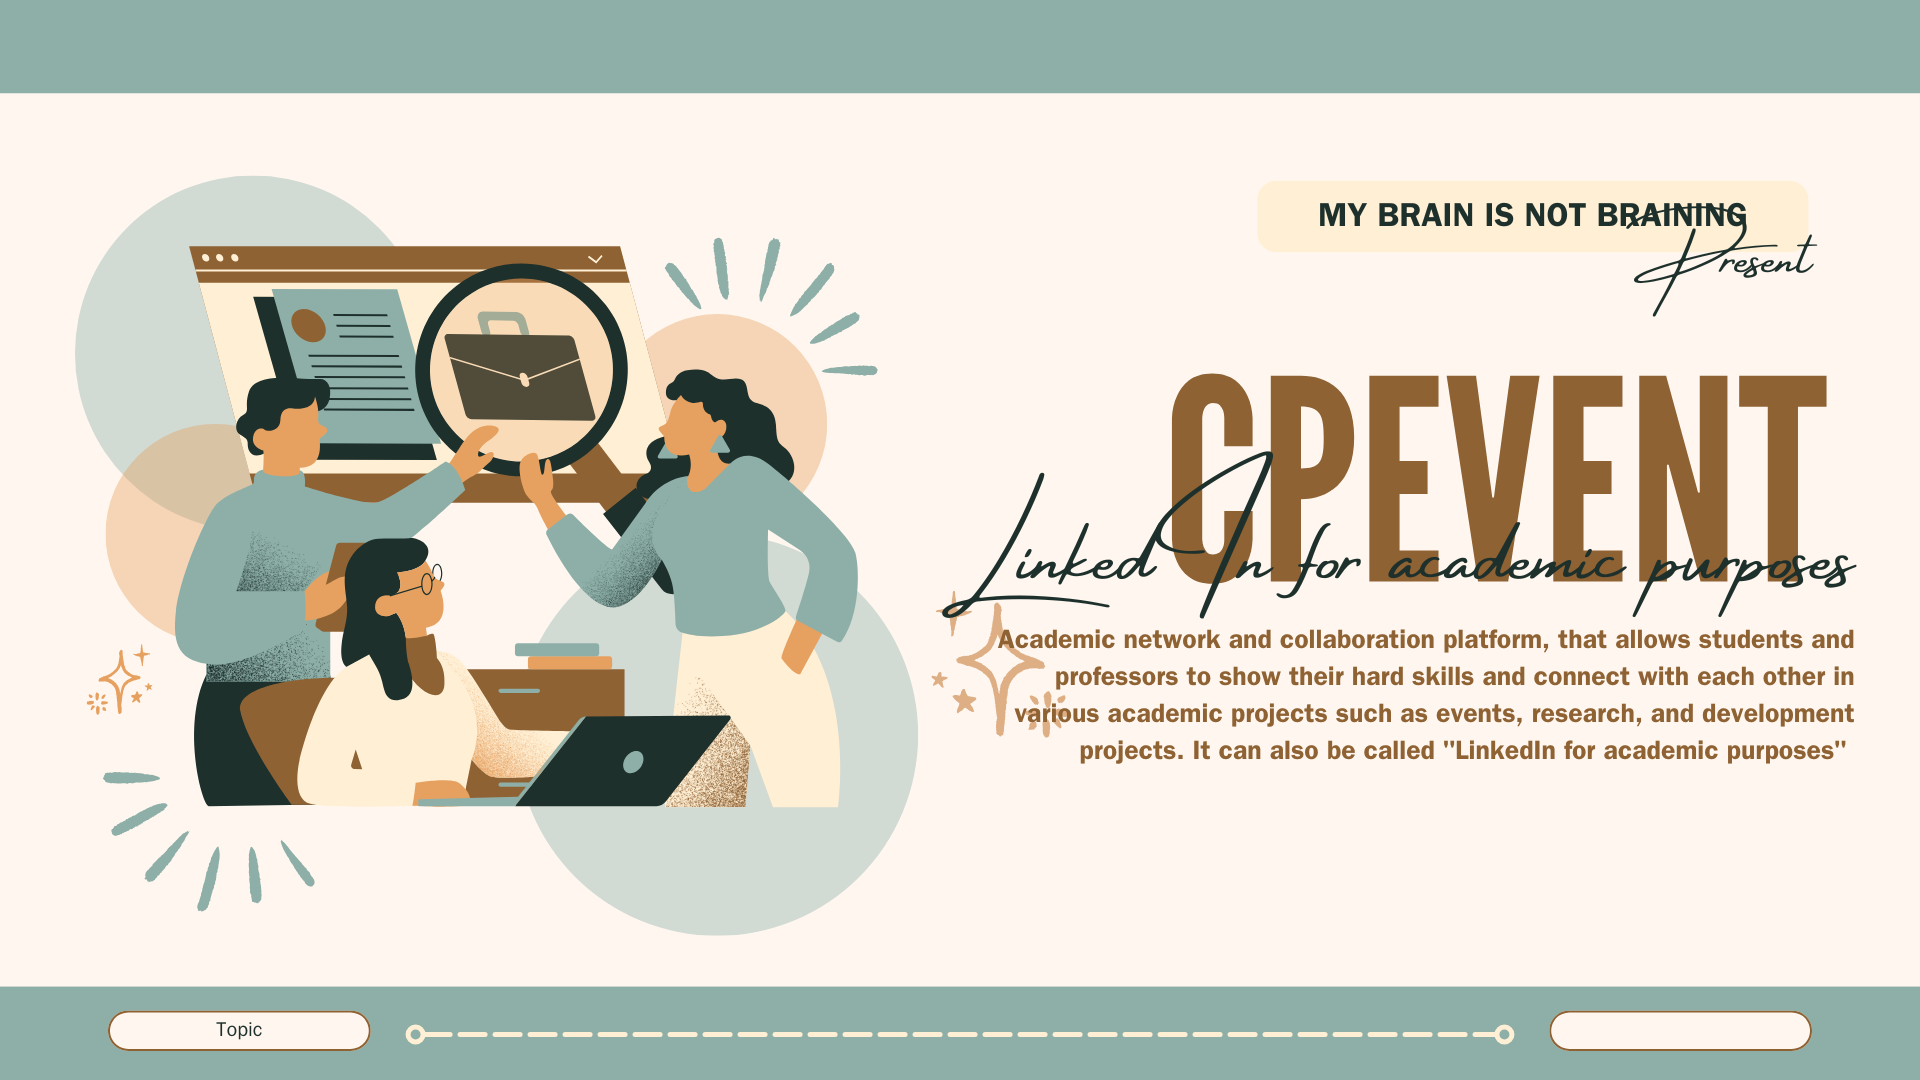 MY BRAIN IS NOT BRAINING
Present
CPEVENT
LinkedIn for academic purposes
Academic network and collaboration platform, that allows students and
professors to show their hard skills and connect with each other in
various academic projects such as events, research, and development
projects. It can also be called "LinkedIn for academic purposes"
Topic